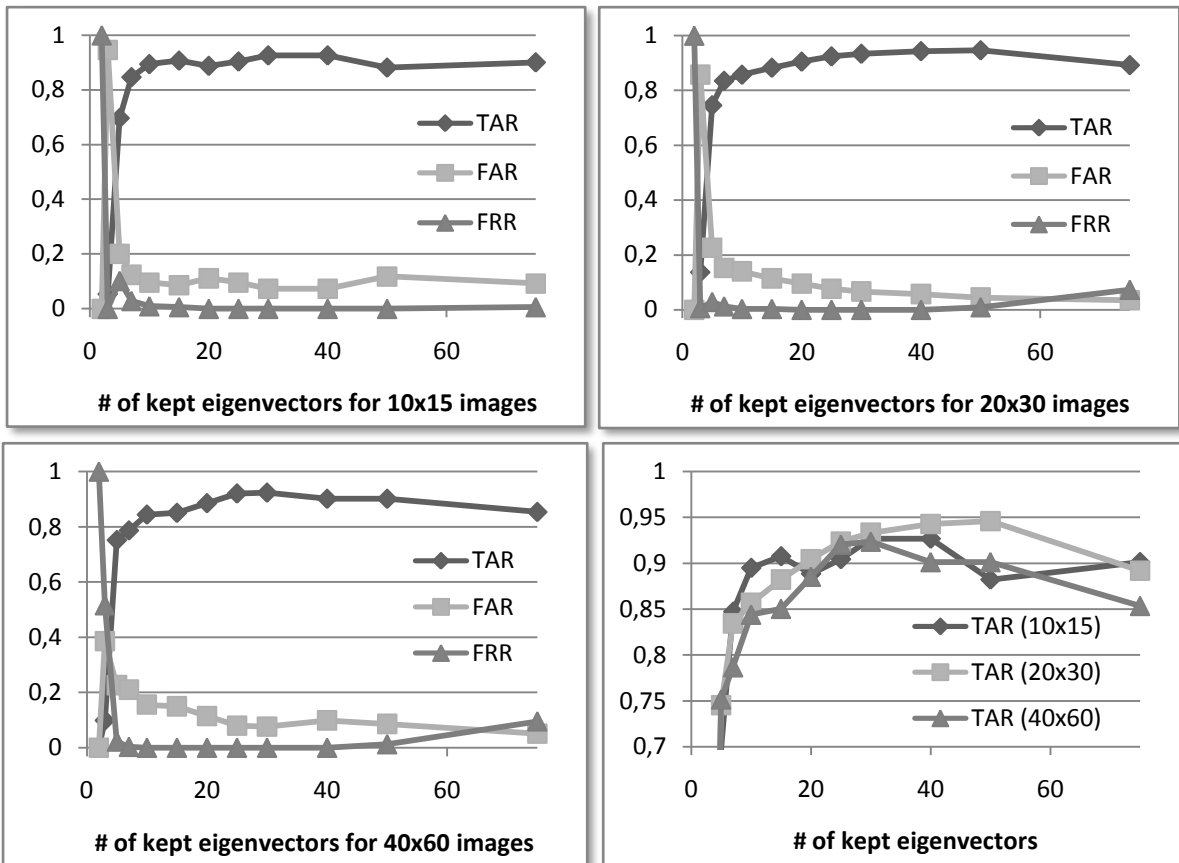 1
0,8
0,6
0,4
0,2
0
0 20 40 60
TAR
FAR
FRR
# of kept eigenvectors for 10x15 images
1
0,8
0,6
0,4
0,2
0
0 20 40 60
TAR
FAR
FRR
# of kept eigenvectors for 20x30 images
1
0,8
0,6
0,4
0,2
0
0 20 40 60
TAR
FAR
FRR
# of kept eigenvectors for 40x60 images
1
0,95
0,9
0,85
0,8
0,75
0,7
0 20 40 60
TAR (10x15)
TAR (20x30)
TAR (40x60)
# of kept eigenvectors